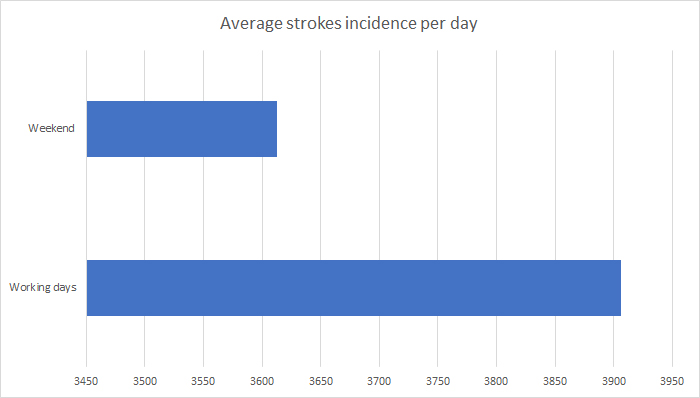 Average strokes incidence per day
Weekend
Working days
3450 3500 3550 3600 3650 3700 3750 3800 3850 3900 3950